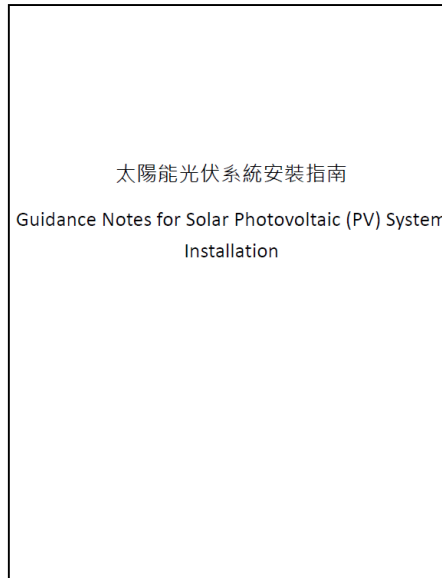 太陽能光伏系統安裝指南
Guidance Notes for Solar Photovoltaic (PV) System
Installation